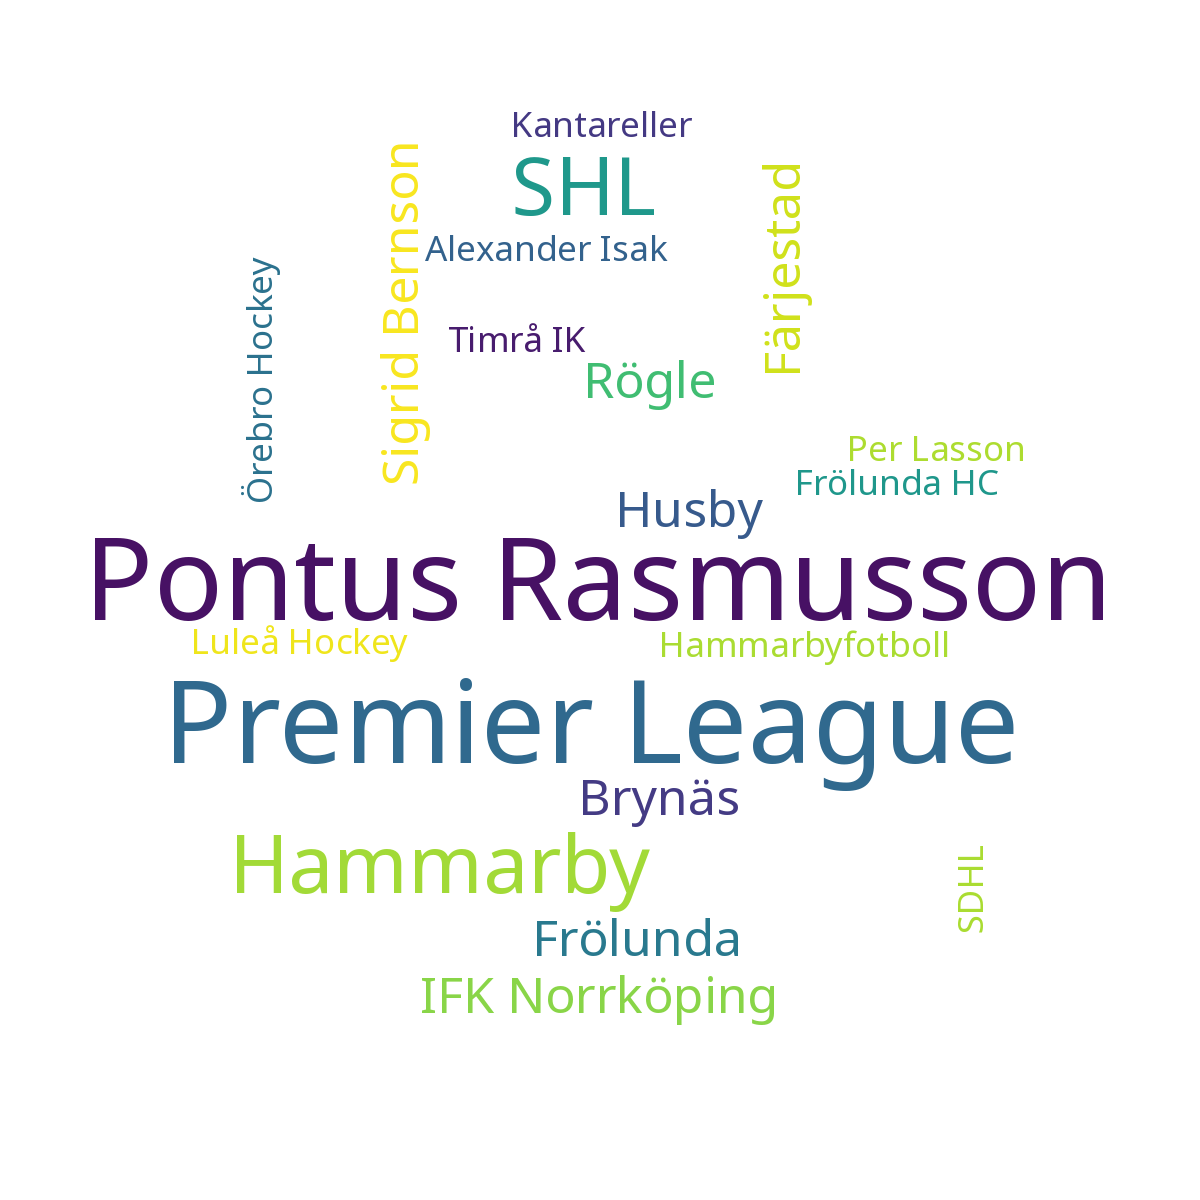 Kantareller
SHL
Sigrid Bernson
Färjestad
Alexander Isak
Örebro Hockey
Timrå IK
Rögle
Per Lasson
Frölunda HC
Husby
Pontus Rasmusson
Luleå Hockey
Hammarbyfotboll
Premier League
Brynäs
Hammarby
SDHL
Frölunda
IFK Norrköping